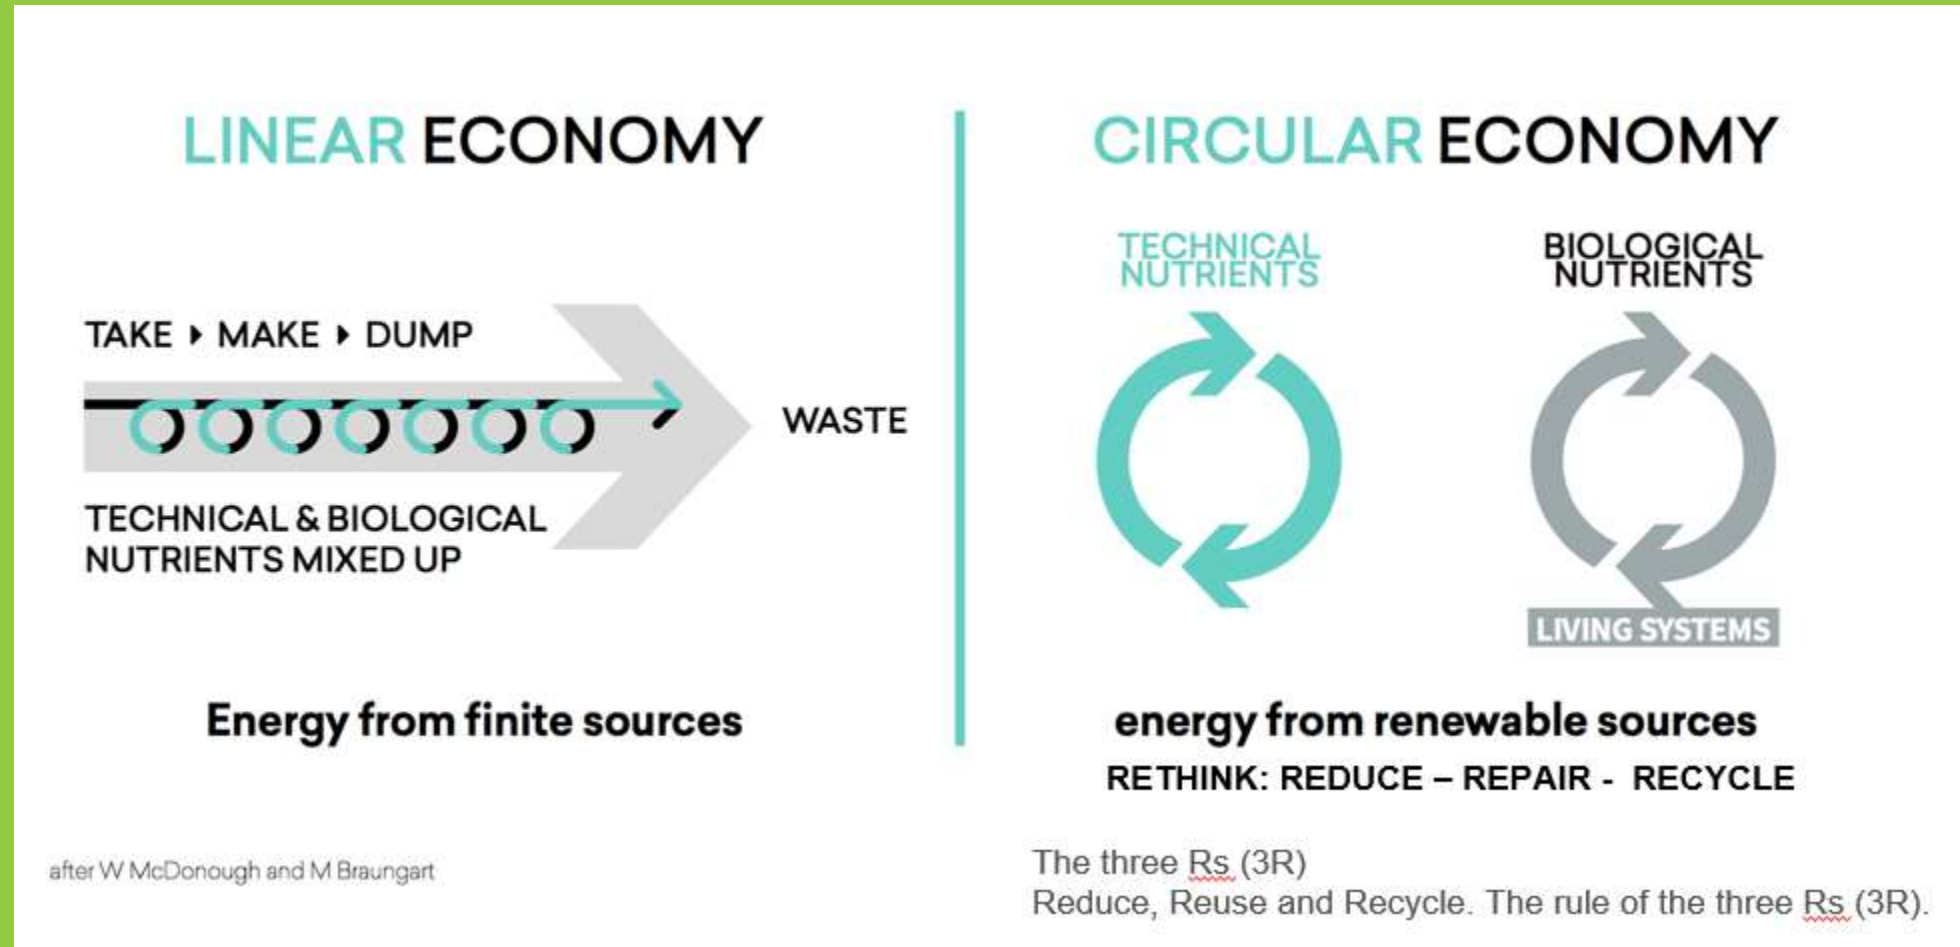 LINEAR ECONOMY
TAKE ▸ MAKE ▸ DUMP
WASTE
TECHNICAL & BIOLOGICAL
NUTRIENTS MIXED UP
Energy from finite sources
after W McDonough and M Braungart
CIRCULAR ECONOMY
TECHNICAL
NUTRIENTS
BIOLOGICAL
NUTRIENTS
LIVING SYSTEMS
energy from renewable sources
RETHINK: REDUCE – REPAIR - RECYCLE
The three Rs (3R)
Reduce, Reuse and Recycle. The rule of the three Rs (3R).